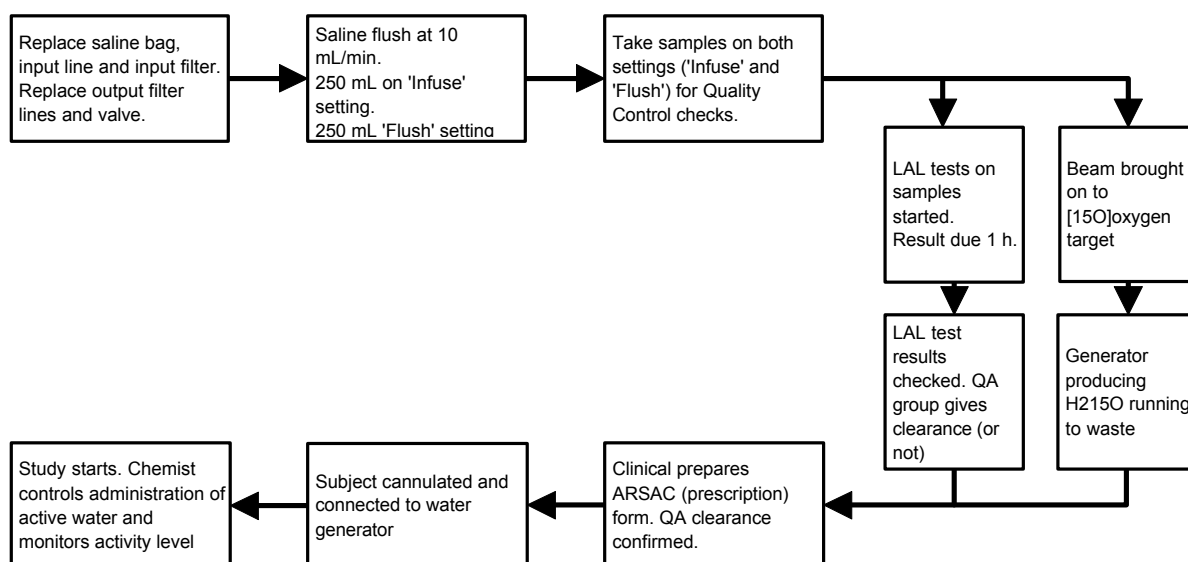 Replace saline bag,
input line and input filter.
Replace output filter
lines and valve.
Saline flush at 10
mL/min.
250 mL on 'Infuse'
setting.
250 mL 'Flush' setting
Take samples on both
settings ('Infuse' and
'Flush') for Quality
Control checks.
LAL tests on
samples
started.
Result due 1 h.
Beam brought
on to
[15O]oxygen
target
LAL test
results
checked. QA
group gives
clearance (or
not)
Generator
producing
H215O running
to waste
Clinical prepares
ARSAC (prescription)
form. QA clearance
confirmed.
Subject cannulated and
connected to water
generator
Study starts. Chemist
controls administration of
active water and
monitors activity level